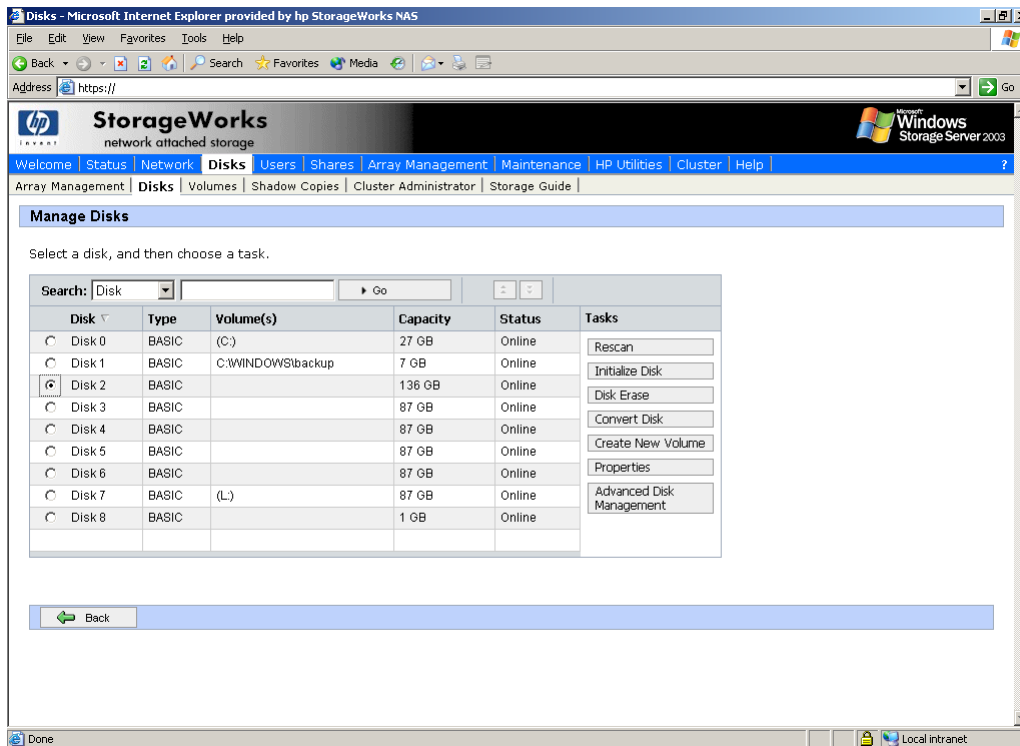 Disks - Microsoft Internet Explorer provided by hp StorageWorks NAS
File Edit View Favorites Tools Help
Back Search Favorites Media
Address https:// Go
hp StorageWorks Microsoft Windows
invent network attached storage Storage Server 2003
Welcome | Status | Network | Disks | Users | Shares | Array Management | Maintenance | HP Utilities | Cluster | Help | ?
Array Management | Disks | Volumes | Shadow Copies | Cluster Administrator | Storage Guide |
Manage Disks
Select a disk, and then choose a task.
Search: Disk Go
Disk Type Volume(s) Capacity Status Tasks
Disk 0 BASIC (C:) 27 GB Online
Disk 1 BASIC C:\WINDOWS\backup 7 GB Online
Disk 2 BASIC 136 GB Online
Disk 3 BASIC 87 GB Online
Disk 4 BASIC 87 GB Online
Disk 5 BASIC 87 GB Online
Disk 6 BASIC 87 GB Online
Disk 7 BASIC (L:) 87 GB Online
Disk 8 BASIC 1 GB Online
Rescan
Initialize Disk
Disk Erase
Convert Disk
Create New Volume
Properties
Advanced Disk
Management
Back
Done Local intranet